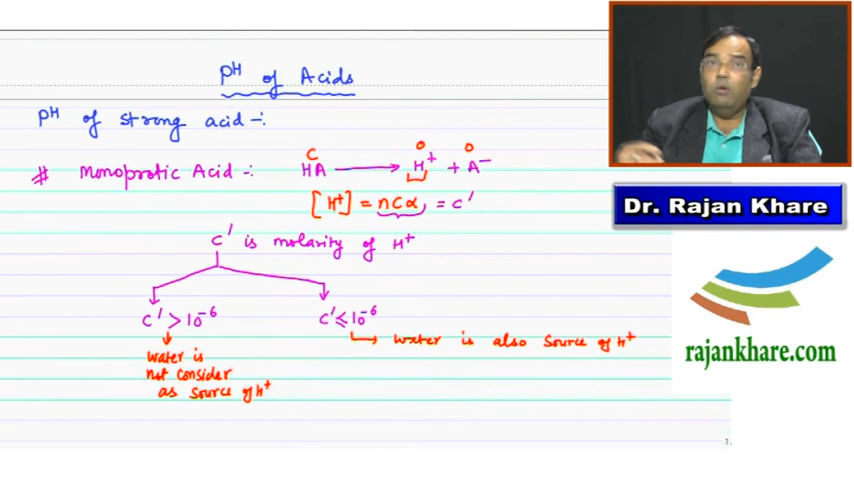 pH of Acids
pH of strong acid -:
# Monoprotic Acid -: HA ⟶ H⁺ + A⁻
C 0 0
[H⁺] = nCα = C'
C' is molarity of H⁺
C' > 10⁻⁶ C' ≤ 10⁻⁶
Water is also source of H⁺
Water is
not consider
as source of H⁺
Dr. Rajan Khare
rajankhare.com
1.